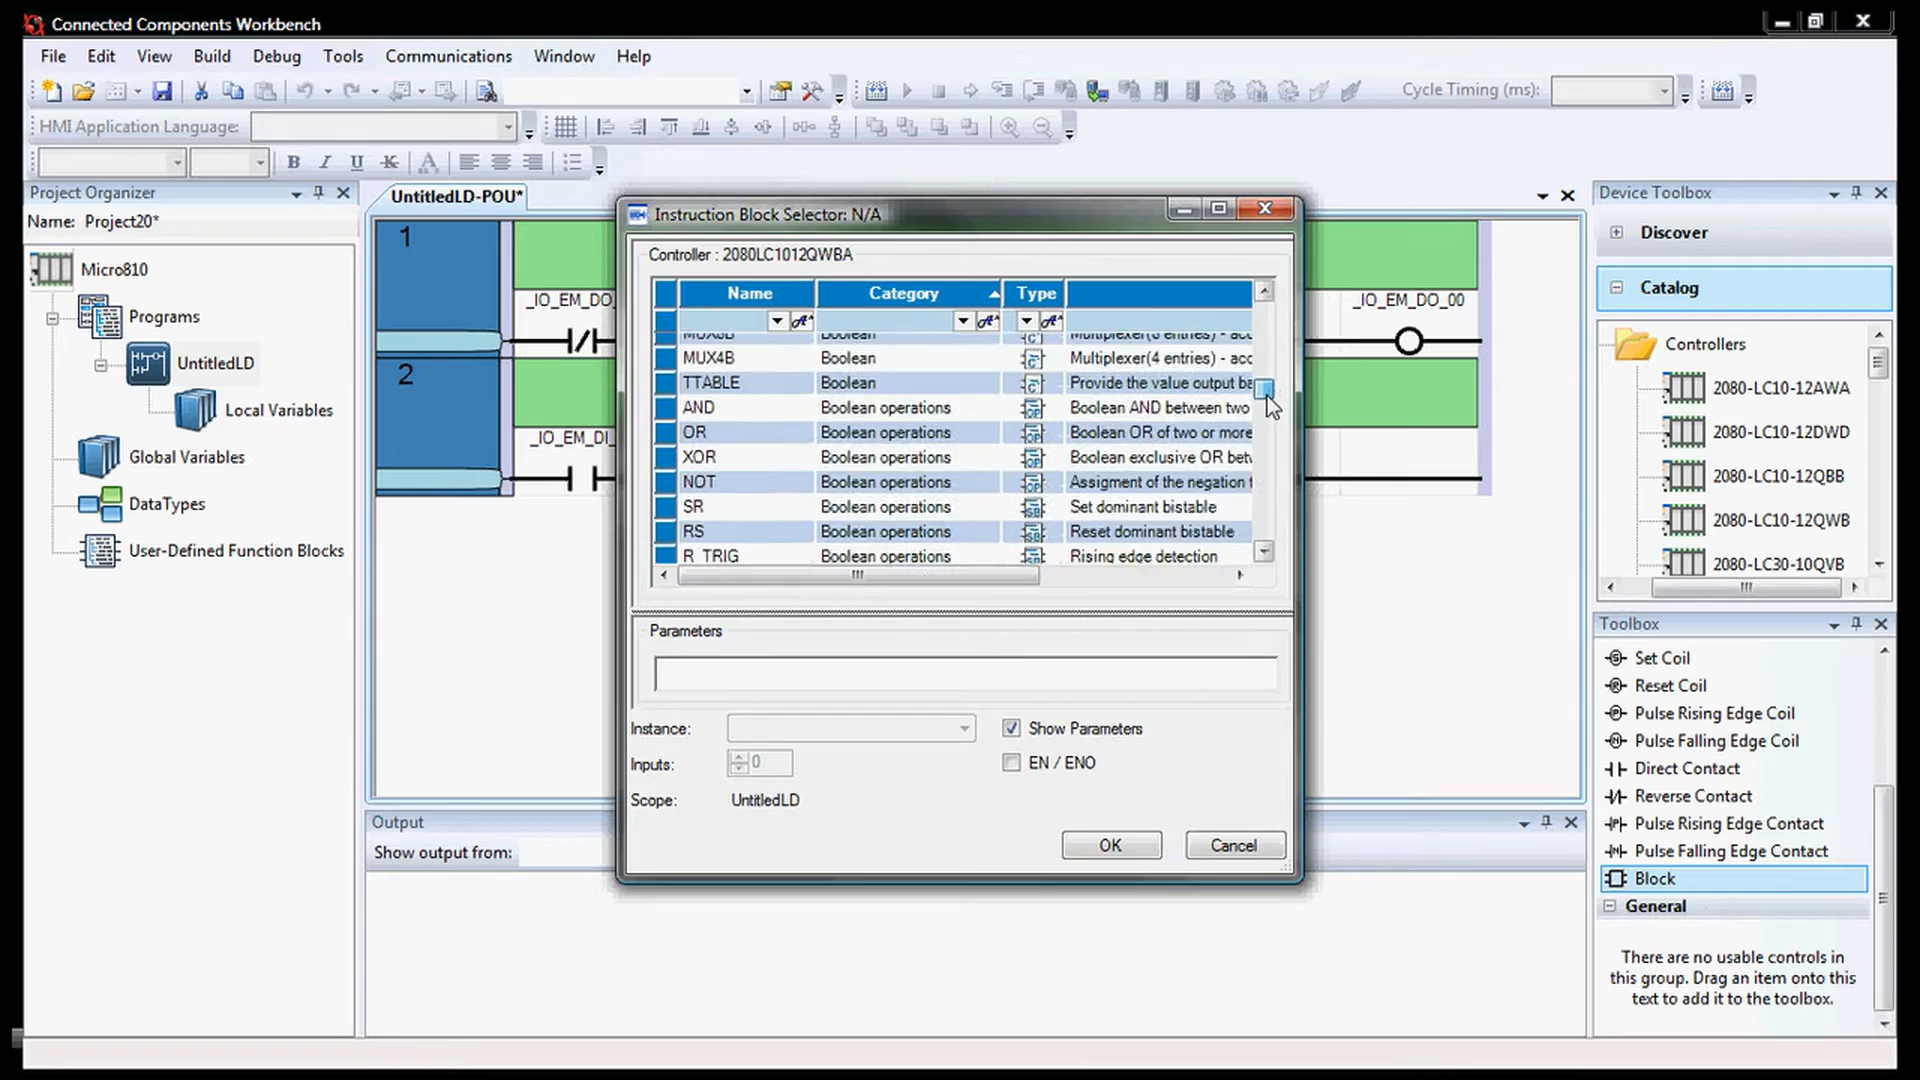 Connected Components Workbench
File Edit View Build Debug Tools Communications Window Help
Cycle Timing (ms):
HMI Application Language:
B I U K A
Project Organizer
Name: Project20*
Micro810
Programs
UntitledLD
Local Variables
Global Variables
DataTypes
User-Defined Function Blocks
UntitledLD-POU*
1
_IO_EM_DO_
_IO_EM_DO_00
2
_IO_EM_DI_
Instruction Block Selector: N/A
Controller : 2080LC1012QWBA
Name Category Type
Boolean Multiplexer(
MUX4B Boolean Multiplexer(4 entries) - acc
TTABLE Boolean Provide the value output ba
AND Boolean operations Boolean AND between two
OR Boolean operations Boolean OR of two or more
XOR Boolean operations Boolean exclusive OR betv
NOT Boolean operations Assigment of the negation
SR Boolean operations Set dominant bistable
RS Boolean operations Reset dominant bistable
R_TRIG Boolean operations Rising edge detection
Parameters
Instance:
Show Parameters
Inputs: 0
EN / ENO
Scope: UntitledLD
OK Cancel
Output
Show output from:
Device Toolbox
Discover
Catalog
Controllers
2080-LC10-12AWA
2080-LC10-12DWD
2080-LC10-12QBB
2080-LC10-12QWB
2080-LC30-10QVB
Toolbox
Set Coil
Reset Coil
Pulse Rising Edge Coil
Pulse Falling Edge Coil
Direct Contact
Reverse Contact
Pulse Rising Edge Contact
Pulse Falling Edge Contact
Block
General
There are no usable controls in
this group. Drag an item onto this
text to add it to the toolbox.